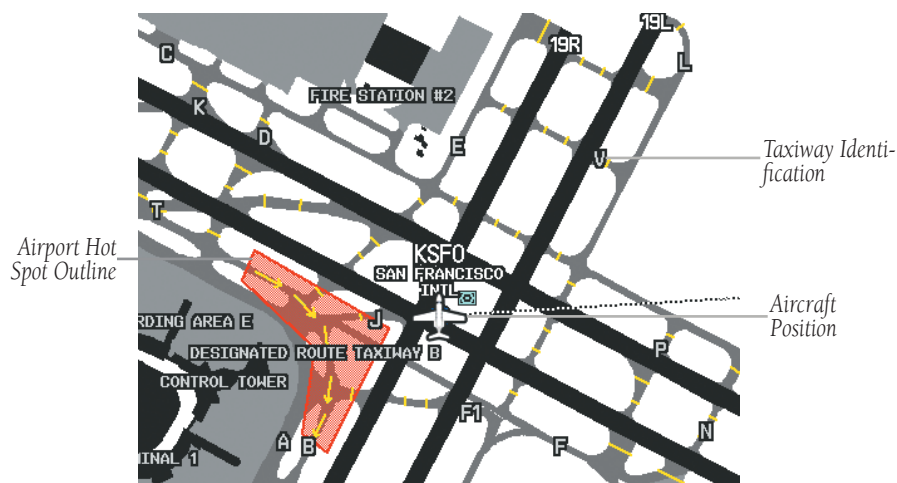 19L
19R
C
L
FIRE STATION #2
K
D
E
V
Taxiway Identi-
fication
T
Airport Hot
Spot Outline
KSFO
SAN FRANCISCO
INTL
Aircraft
Position
RDING AREA E
J
DESIGNATED ROUTE TAXIWAY B
P
CONTROL TOWER
F1
N
A
B
F
MINAL 1